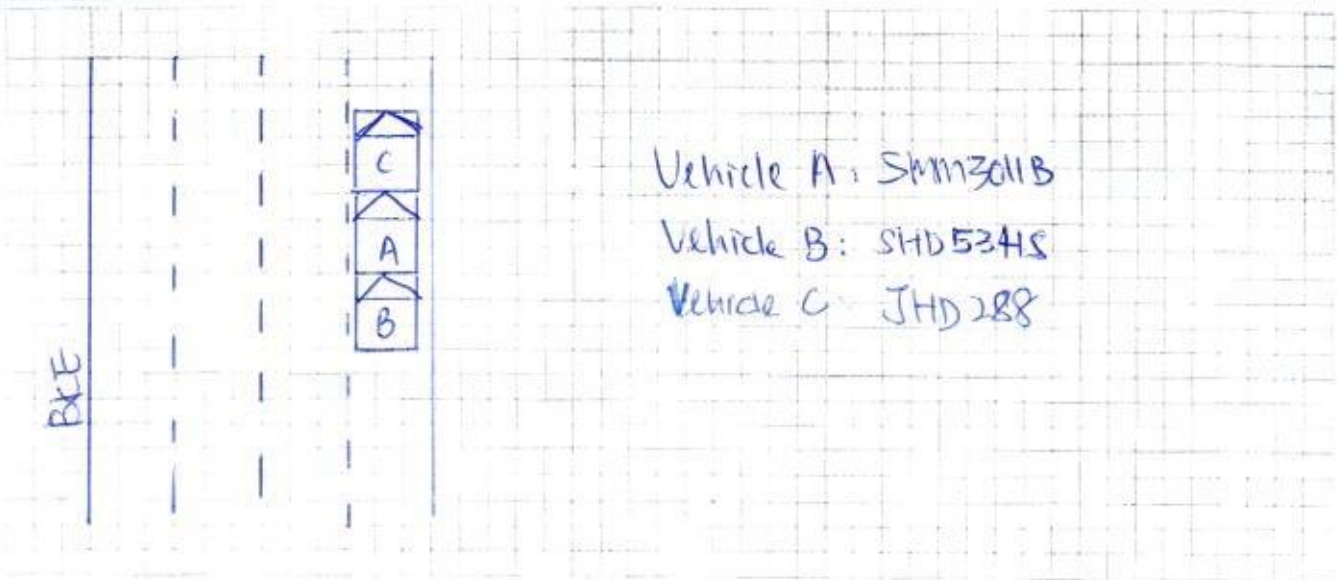 C
A
B
BKE
Vehicle A: SMM3011B
Vehicle B: SHD5341S
Vehicle C: JHD288